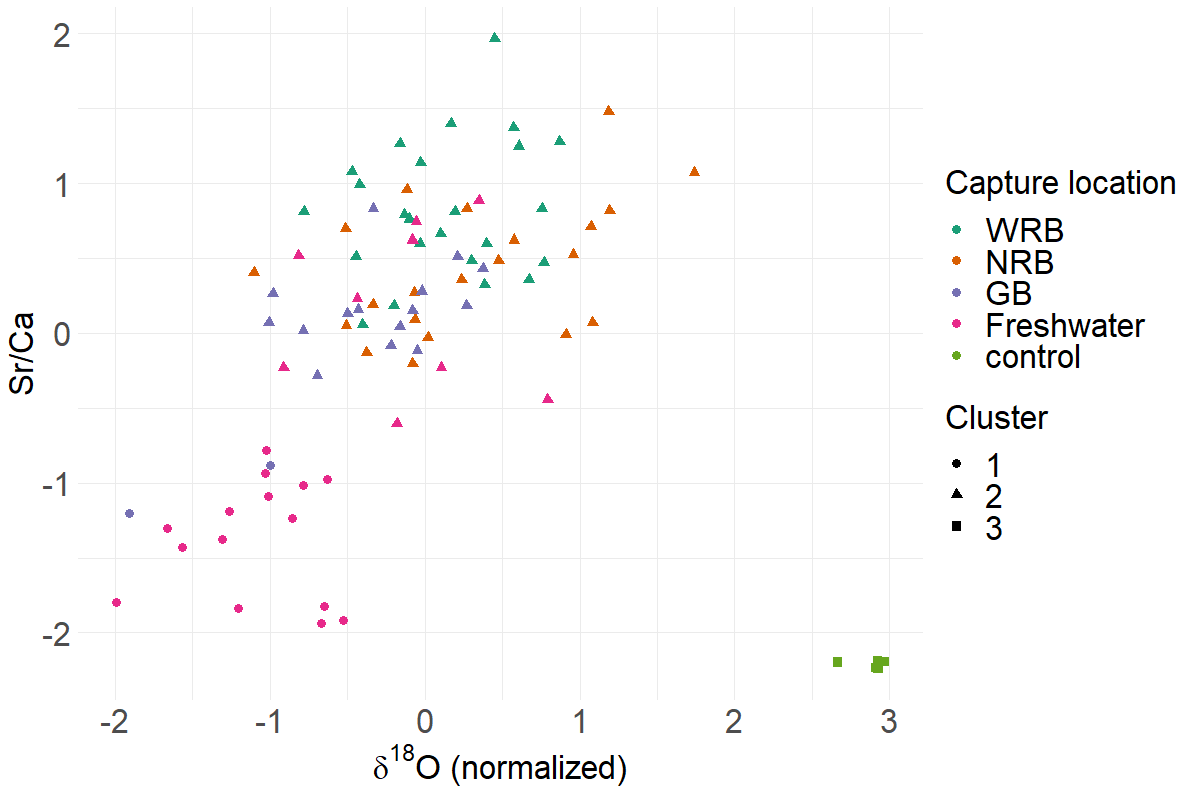 2
1
0
-1
-2
Sr/Ca
-2 -1 0 1 2 3
δ¹⁸O (normalized)
Capture location
WRB
NRB
GB
Freshwater
control
Cluster
1
2
3